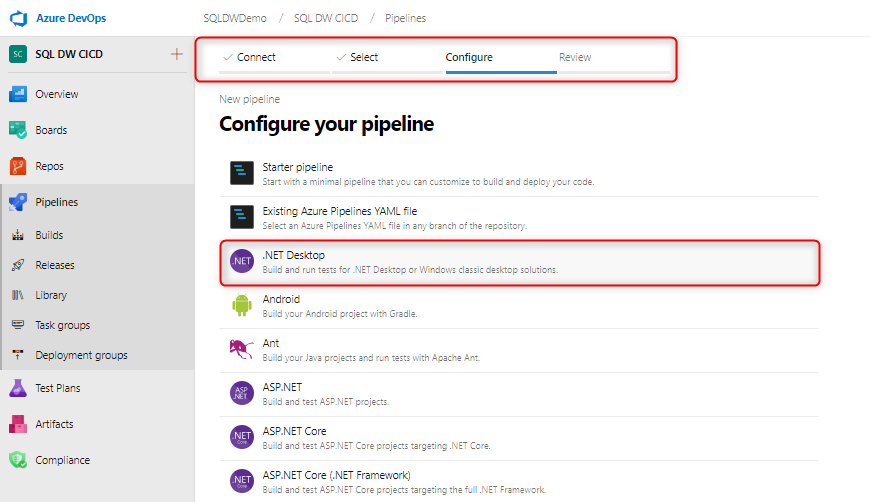 Azure DevOps
SQLDWDemo / SQL DW CICD / Pipelines
SC SQL DW CICD +
Overview
Boards
Repos
Pipelines
Builds
Releases
Library
Task groups
Deployment groups
Test Plans
Artifacts
Compliance
Connect Select Configure Review
New pipeline
Configure your pipeline
Starter pipeline
Start with a minimal pipeline that you can customize to build and deploy your code.
Existing Azure Pipelines YAML file
Select an Azure Pipelines YAML file in any branch of the repository.
.NET
.NET Desktop
Build and run tests for .NET Desktop or Windows classic desktop solutions.
Android
Build your Android project with Gradle.
Ant
Build your Java projects and run tests with Apache Ant.
ASP
.NET
ASP.NET
Build and test ASP.NET projects.
.NET
Core
ASP.NET Core
Build and test ASP.NET Core projects targeting .NET Core.
.NET
Core
ASP.NET Core (.NET Framework)
Build and test ASP.NET Core projects targeting the full .NET Framework.